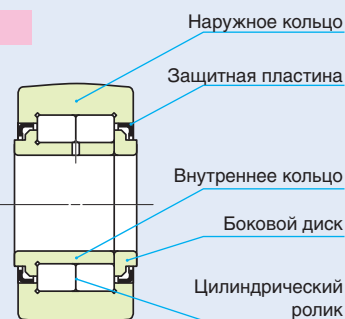 Наружное кольцо
Защитная пластина
Внутреннее кольцо
Боковой диск
Цилиндрический
ролик